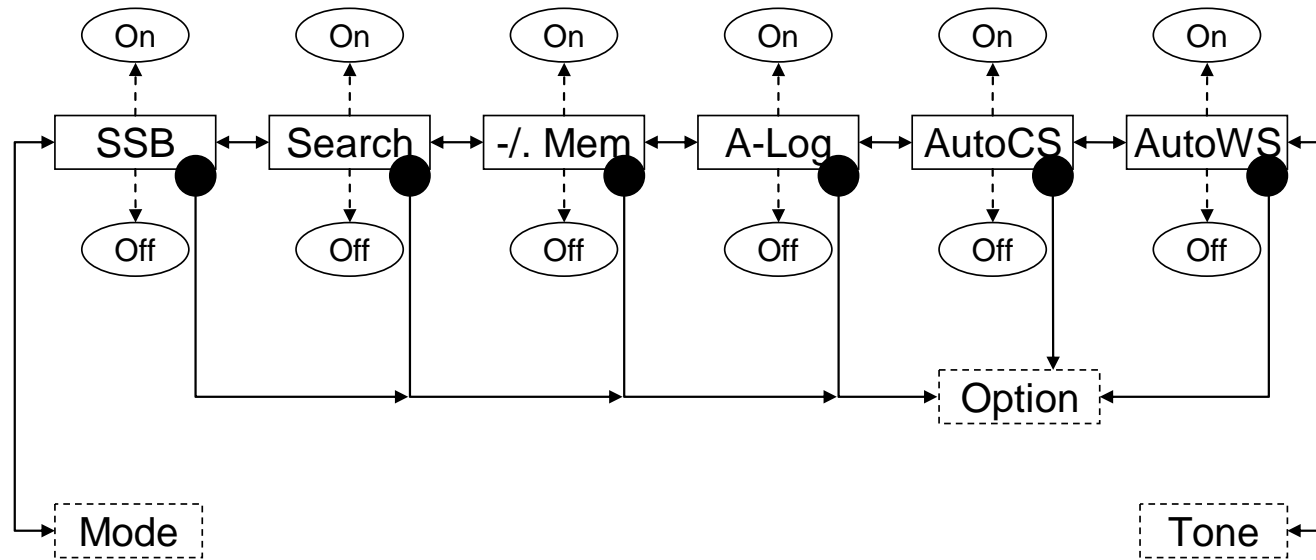 On On On On On On
SSB Search -/. Mem A-Log AutoCS AutoWS
Off Off Off Off Off Off
Option
Mode Tone